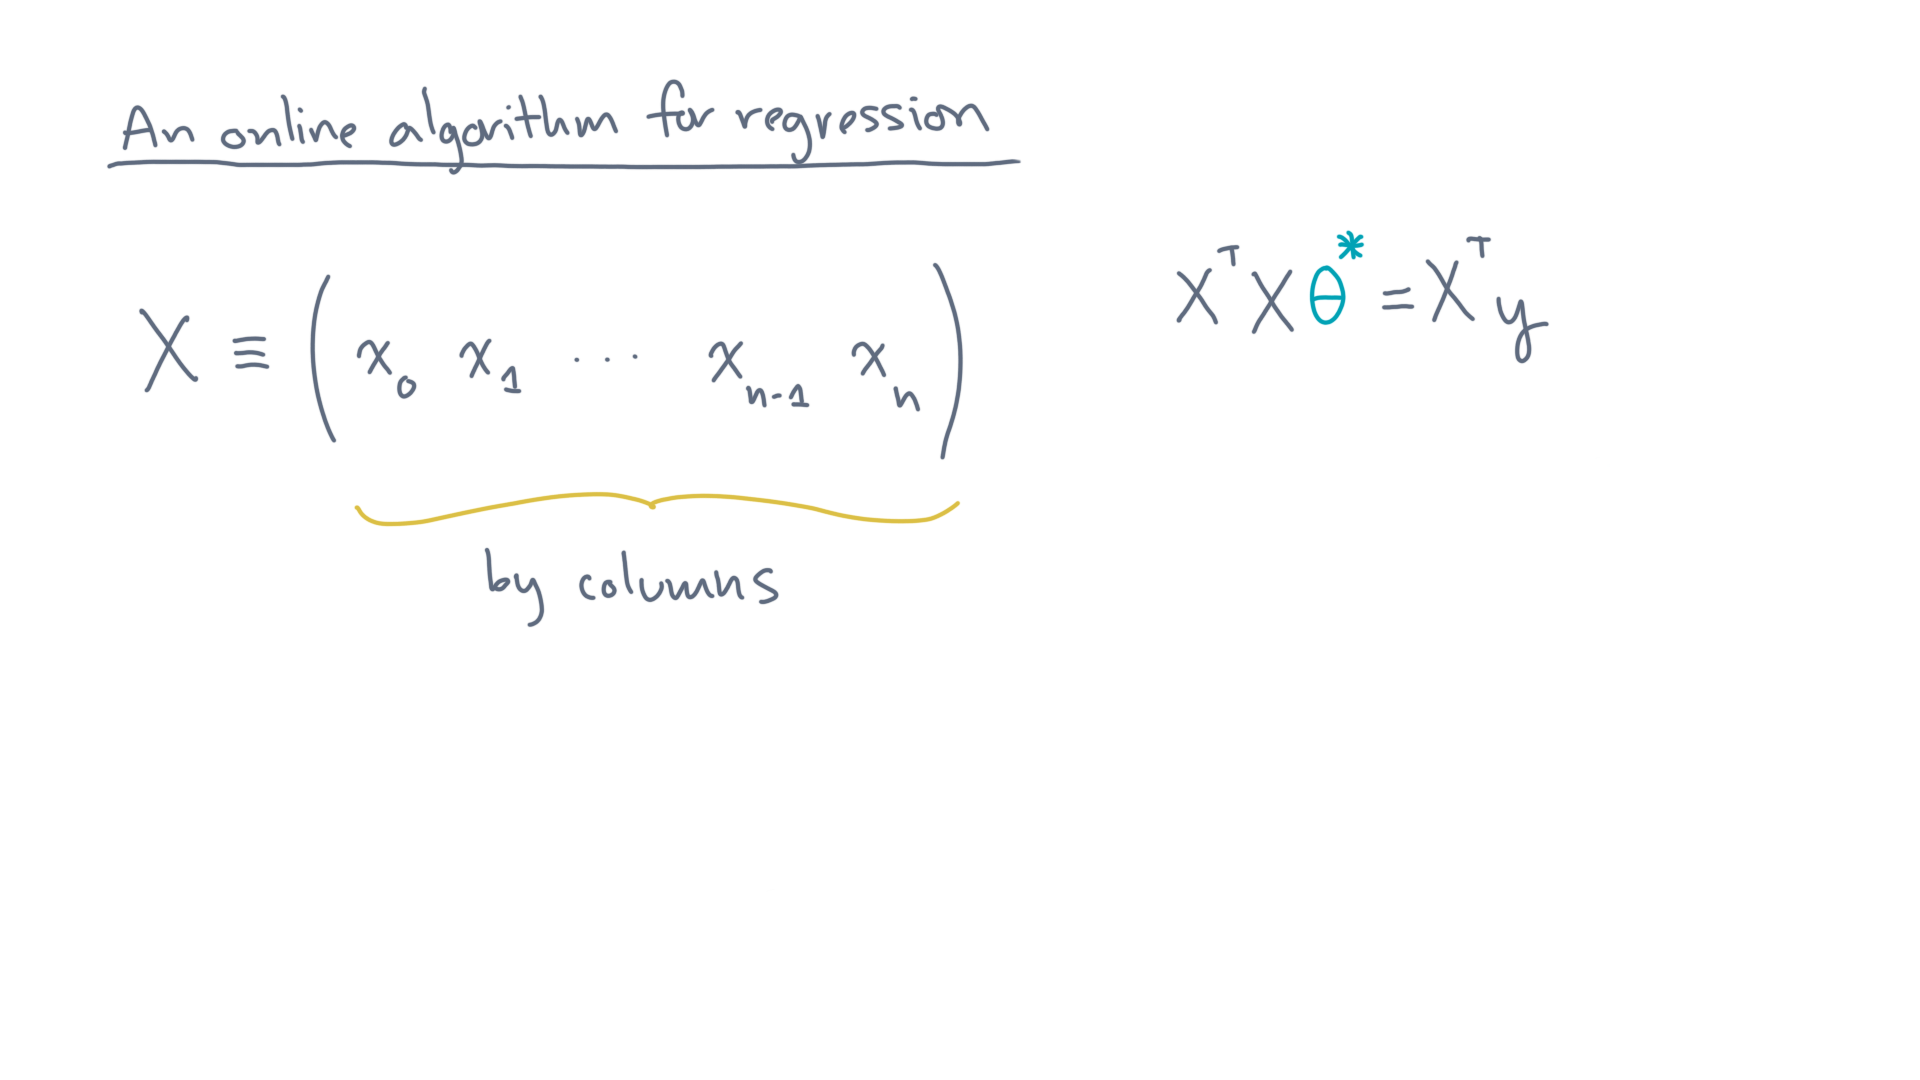 An online algorithm for regression
X ≡ ( x₀ x₁ ... xₙ₋₁ xₙ )
by columns
XᵀXθ* = Xᵀy